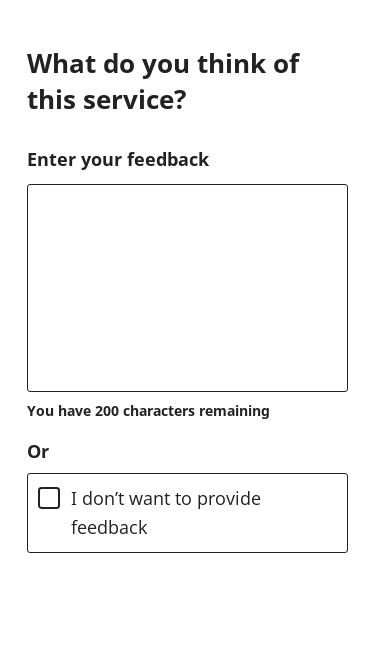 What do you think of
this service?
Enter your feedback
You have 200 characters remaining
Or
I don’t want to provide
feedback